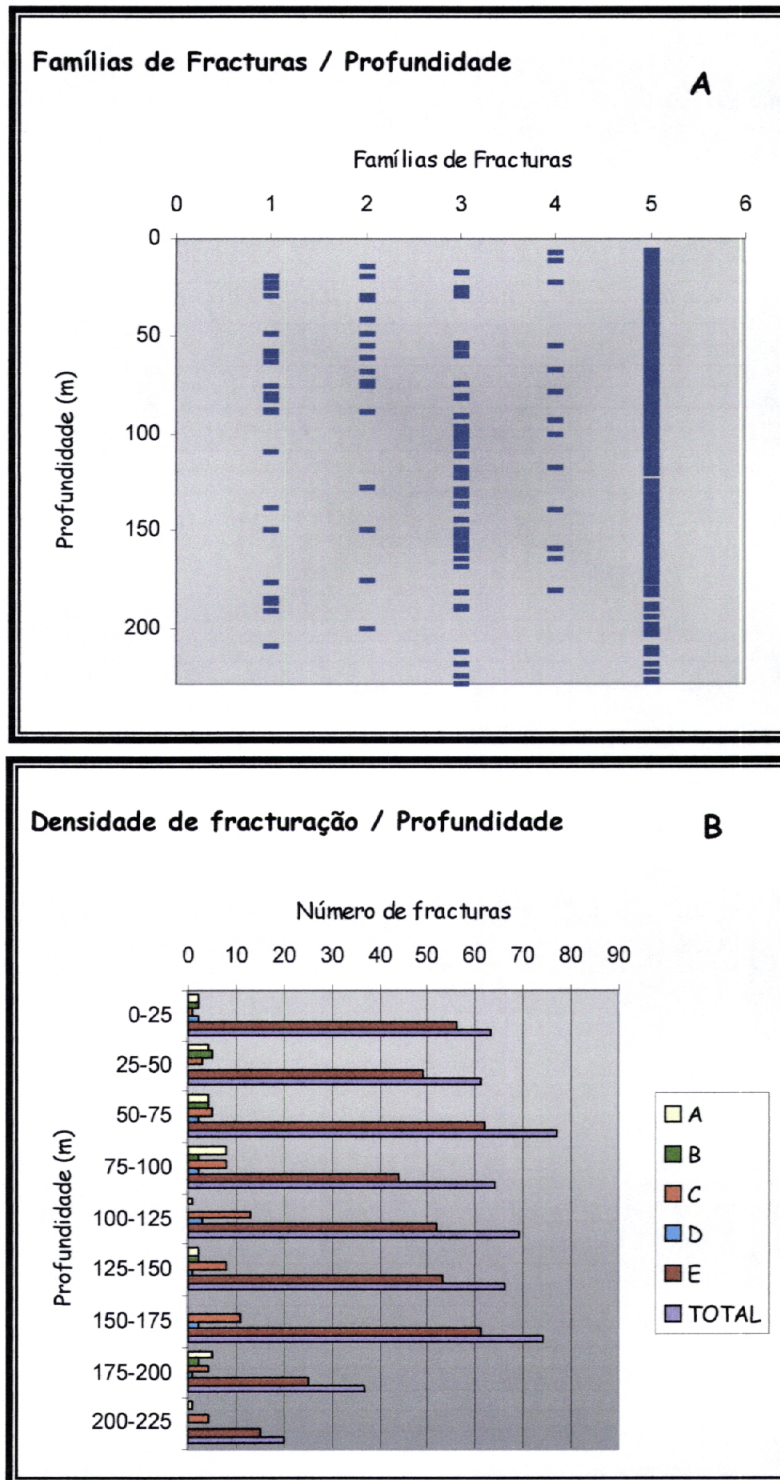 Famílias de Fracturas / Profundidade
A
Famílias de Fracturas
0 1 2 3 4 5 6
0
50
100
150
200
Profundidade (m)
Densidade de fracturação / Profundidade
B
Número de fracturas
0 10 20 30 40 50 60 70 80 90
0-25
25-50
50-75
75-100
100-125
125-150
150-175
175-200
200-225
Profundidade (m)
A
B
C
D
E
TOTAL